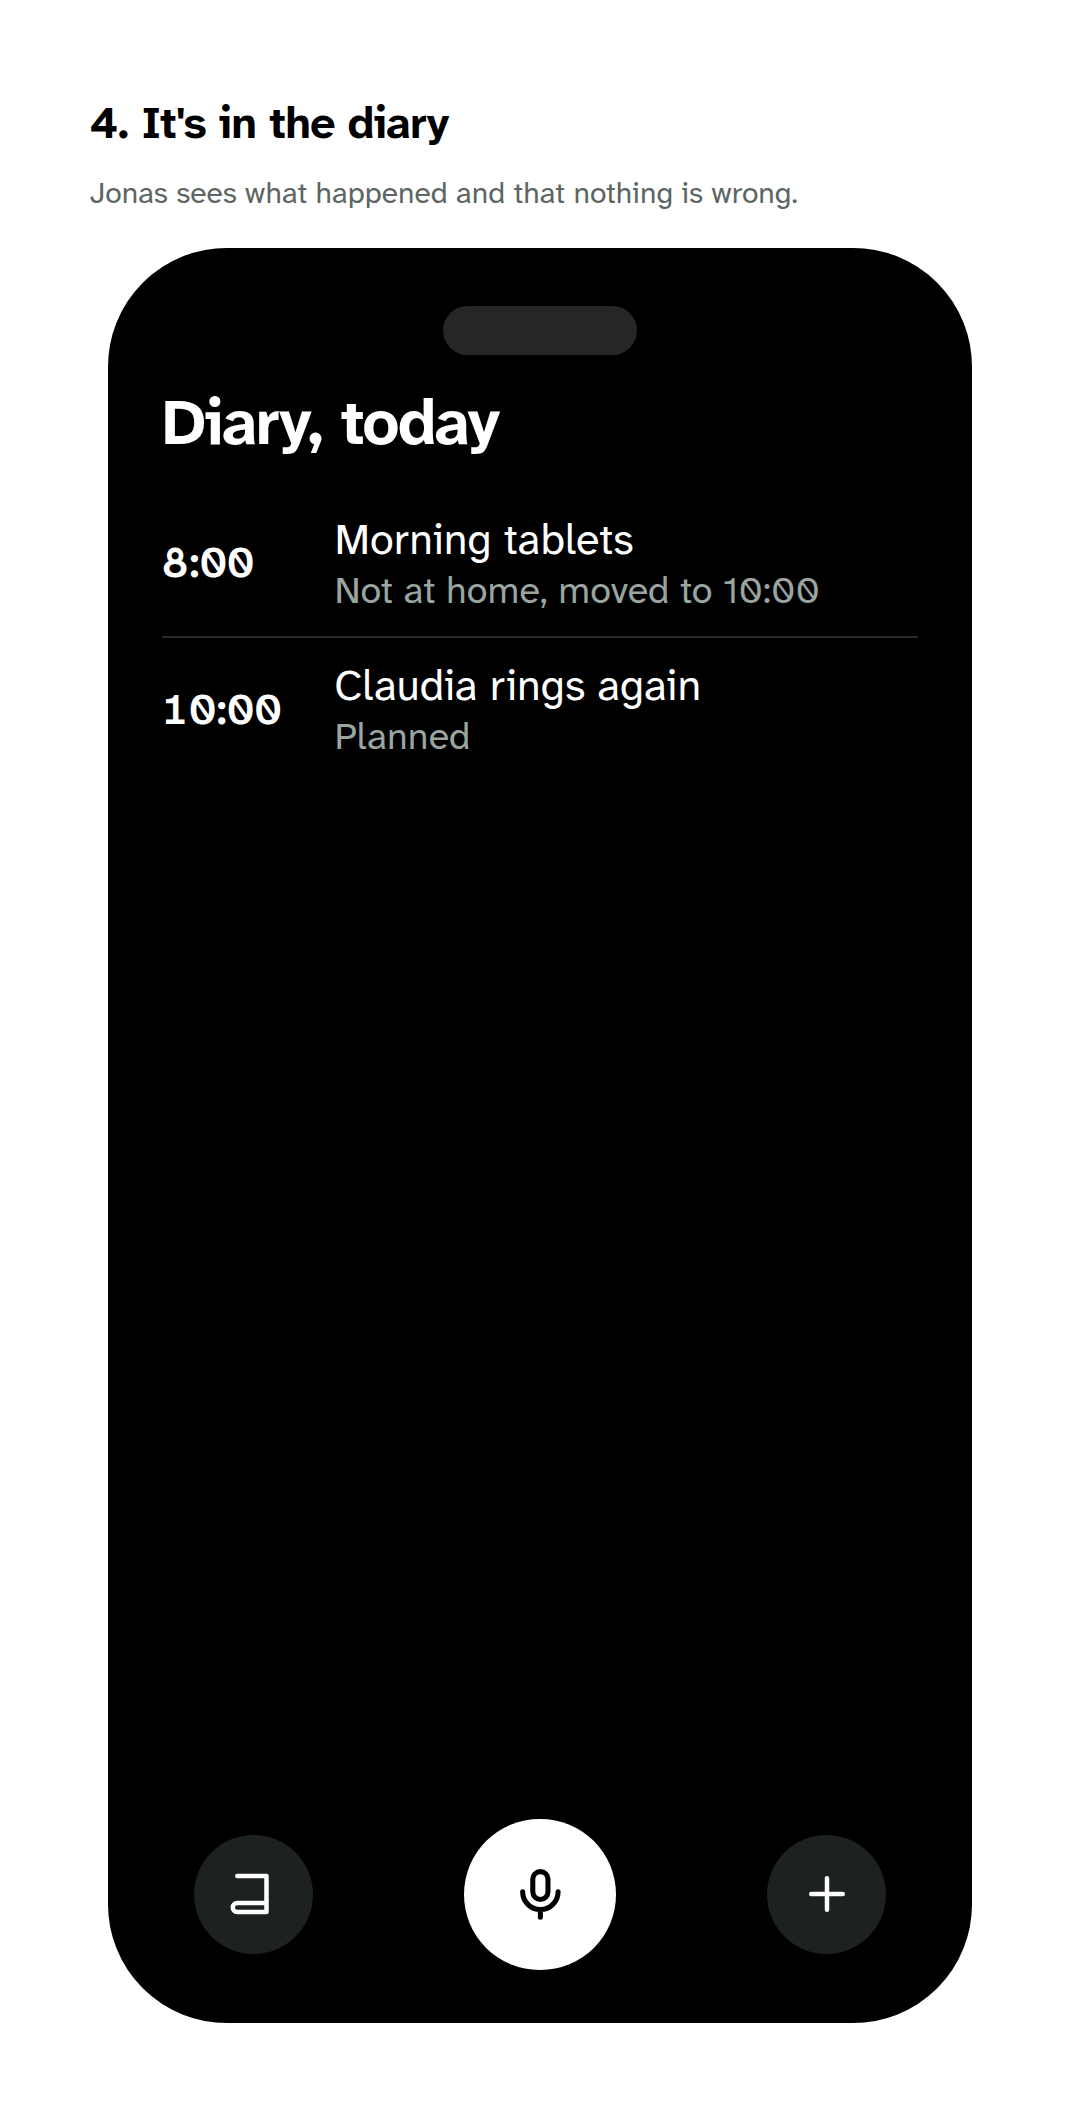 4. It's in the diary
Jonas sees what happened and that nothing is wrong.
Diary, today
8:00
Morning tablets
Not at home, moved to 10:00
10:00
Claudia rings again
Planned